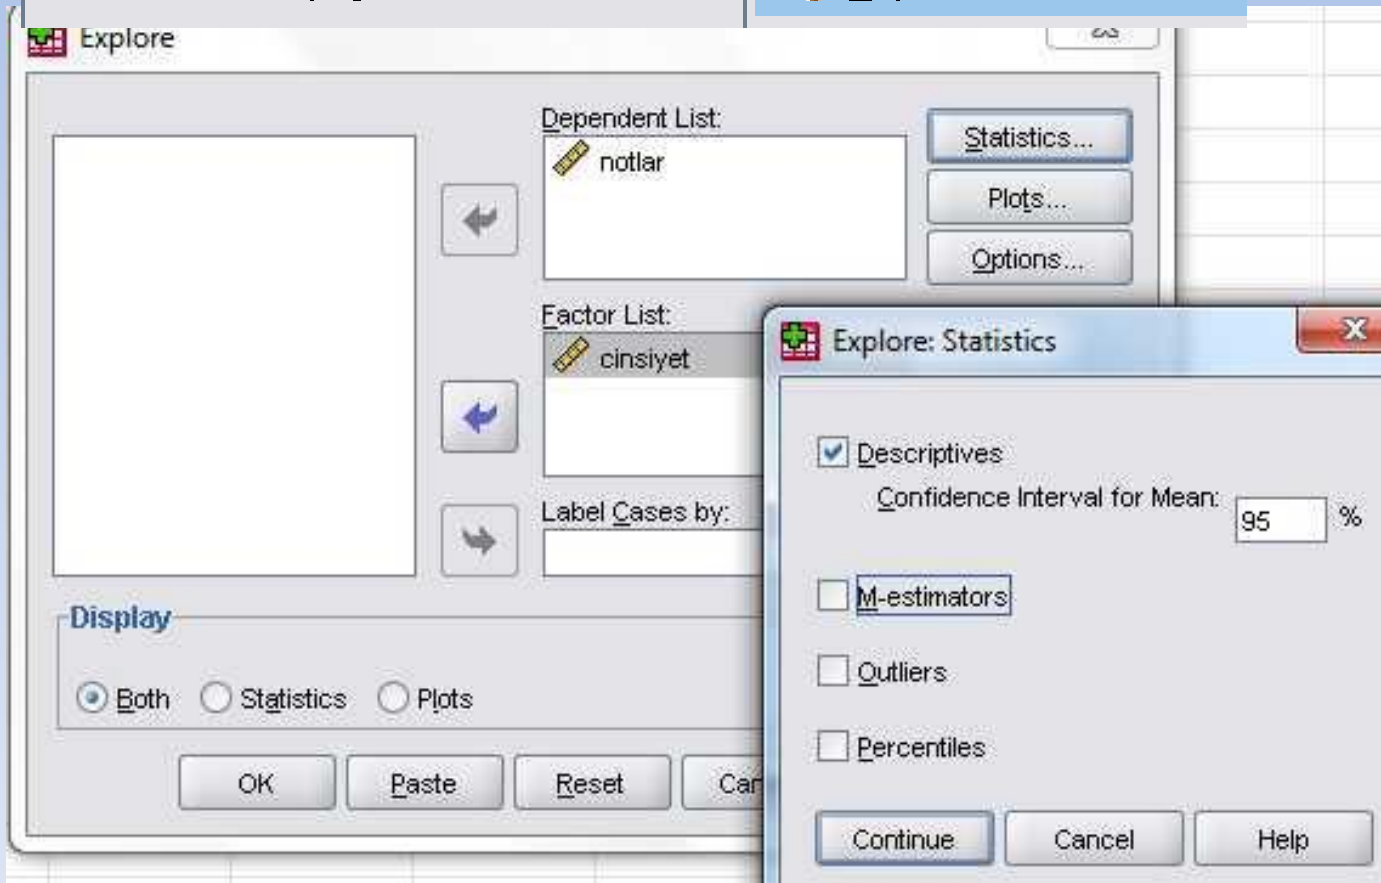 Explore
Dependent List:
notlar
Statistics...
Plots...
Options...
Factor List:
cinsiyet
Label Cases by:
Display
Both
Statistics
Plots
OK
Paste
Reset
Explore: Statistics
Descriptives
Confidence Interval for Mean:
95 %
M-estimators
Outliers
Percentiles
Continue
Cancel
Help